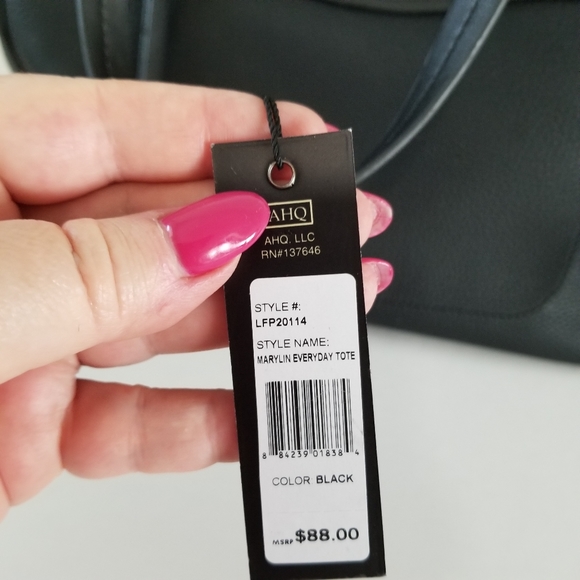 AHQ
AHQ, LLC
RN#137646
STYLE #:
LFP20114
STYLE NAME:
MARYLIN EVERYDAY TOTE
8 84239 01838 4
COLOR BLACK
MSRP $88.00